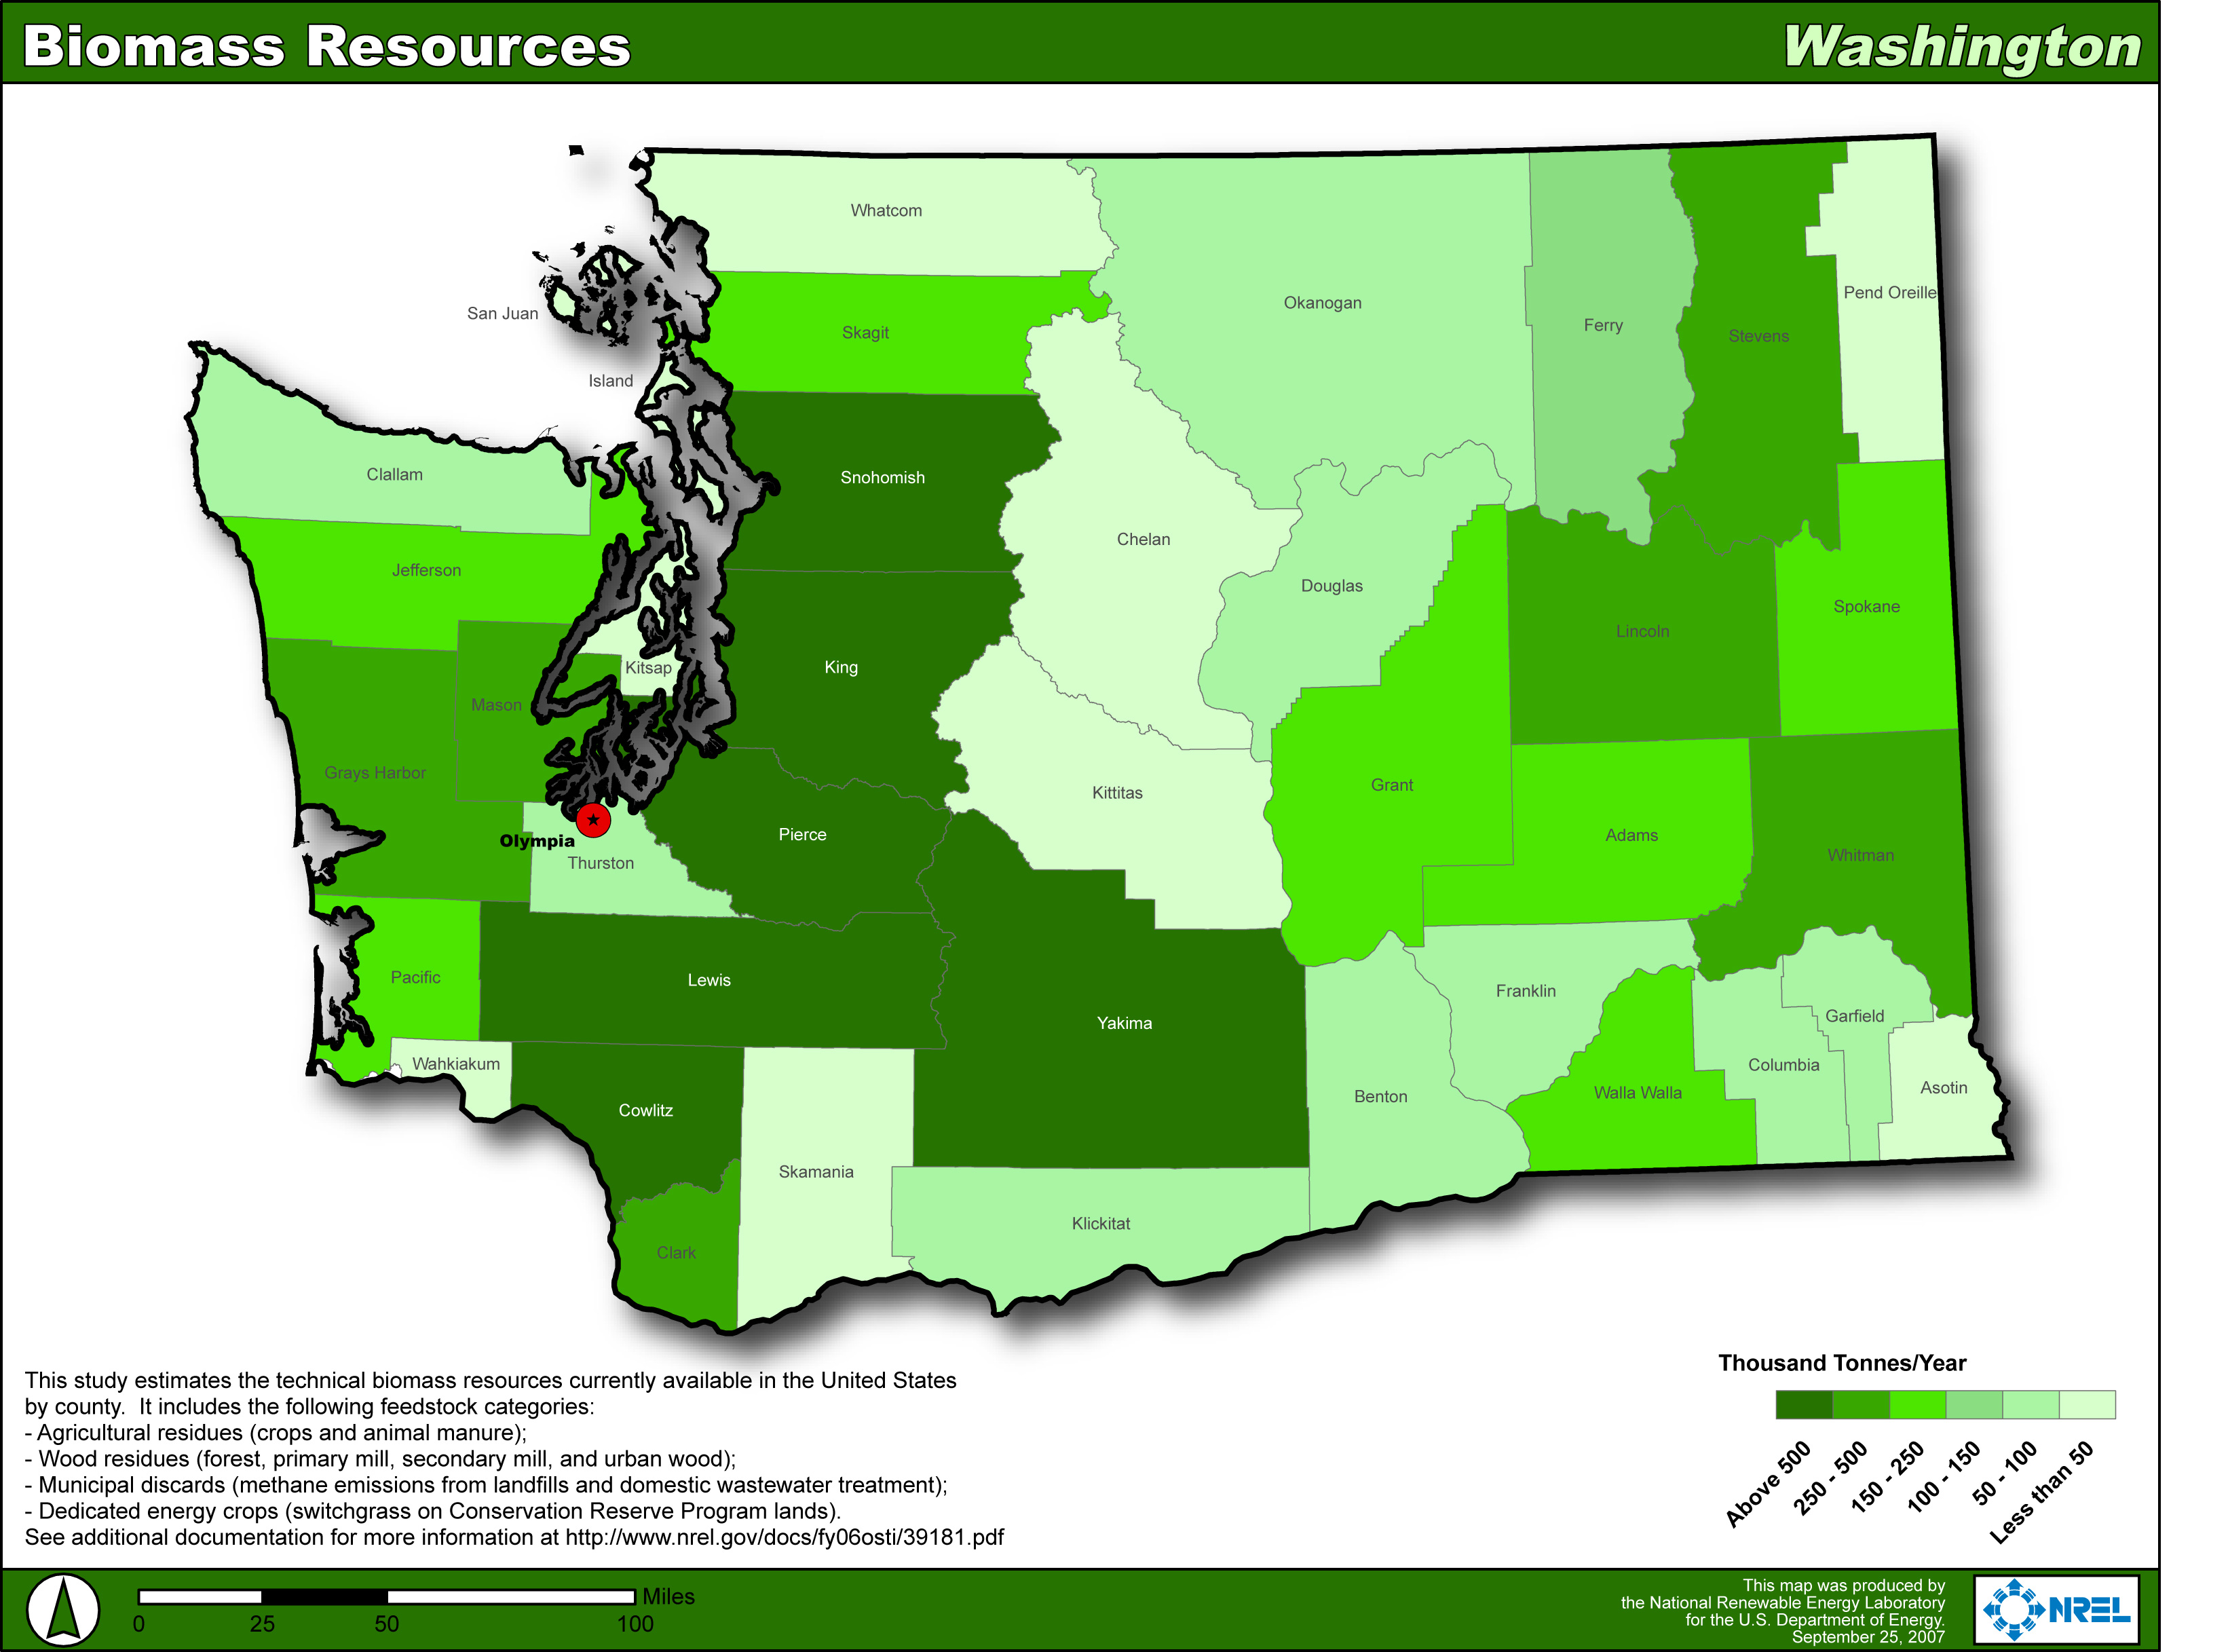 Biomass Resources
Washington
Whatcom
Okanogan
Pend Oreille
San Juan
Skagit
Ferry
Stevens
Island
Clallam
Snohomish
Chelan
Jefferson
Douglas
Spokane
Lincoln
King
Kitsap
Mason
Grays Harbor
Grant
Kittitas
Pierce
Adams
Olympia
Thurston
Whitman
Pacific
Lewis
Franklin
Yakima
Garfield
Wahkiakum
Columbia
Asotin
Walla Walla
Benton
Cowlitz
Skamania
Klickitat
Clark
Thousand Tonnes/Year
Above 500
250 - 500
150 - 250
100 - 150
50 - 100
Less than 50
This study estimates the technical biomass resources currently available in the United States
by county.  It includes the following feedstock categories:
- Agricultural residues (crops and animal manure);
- Wood residues (forest, primary mill, secondary mill, and urban wood);
- Municipal discards (methane emissions from landfills and domestic wastewater treatment);
- Dedicated energy crops (switchgrass on Conservation Reserve Program lands).
See additional documentation for more information at http://www.nrel.gov/docs/fy06osti/39181.pdf
Miles
0 25 50 100
This map was produced by
the National Renewable Energy Laboratory
for the U.S. Department of Energy.
September 25, 2007
NREL